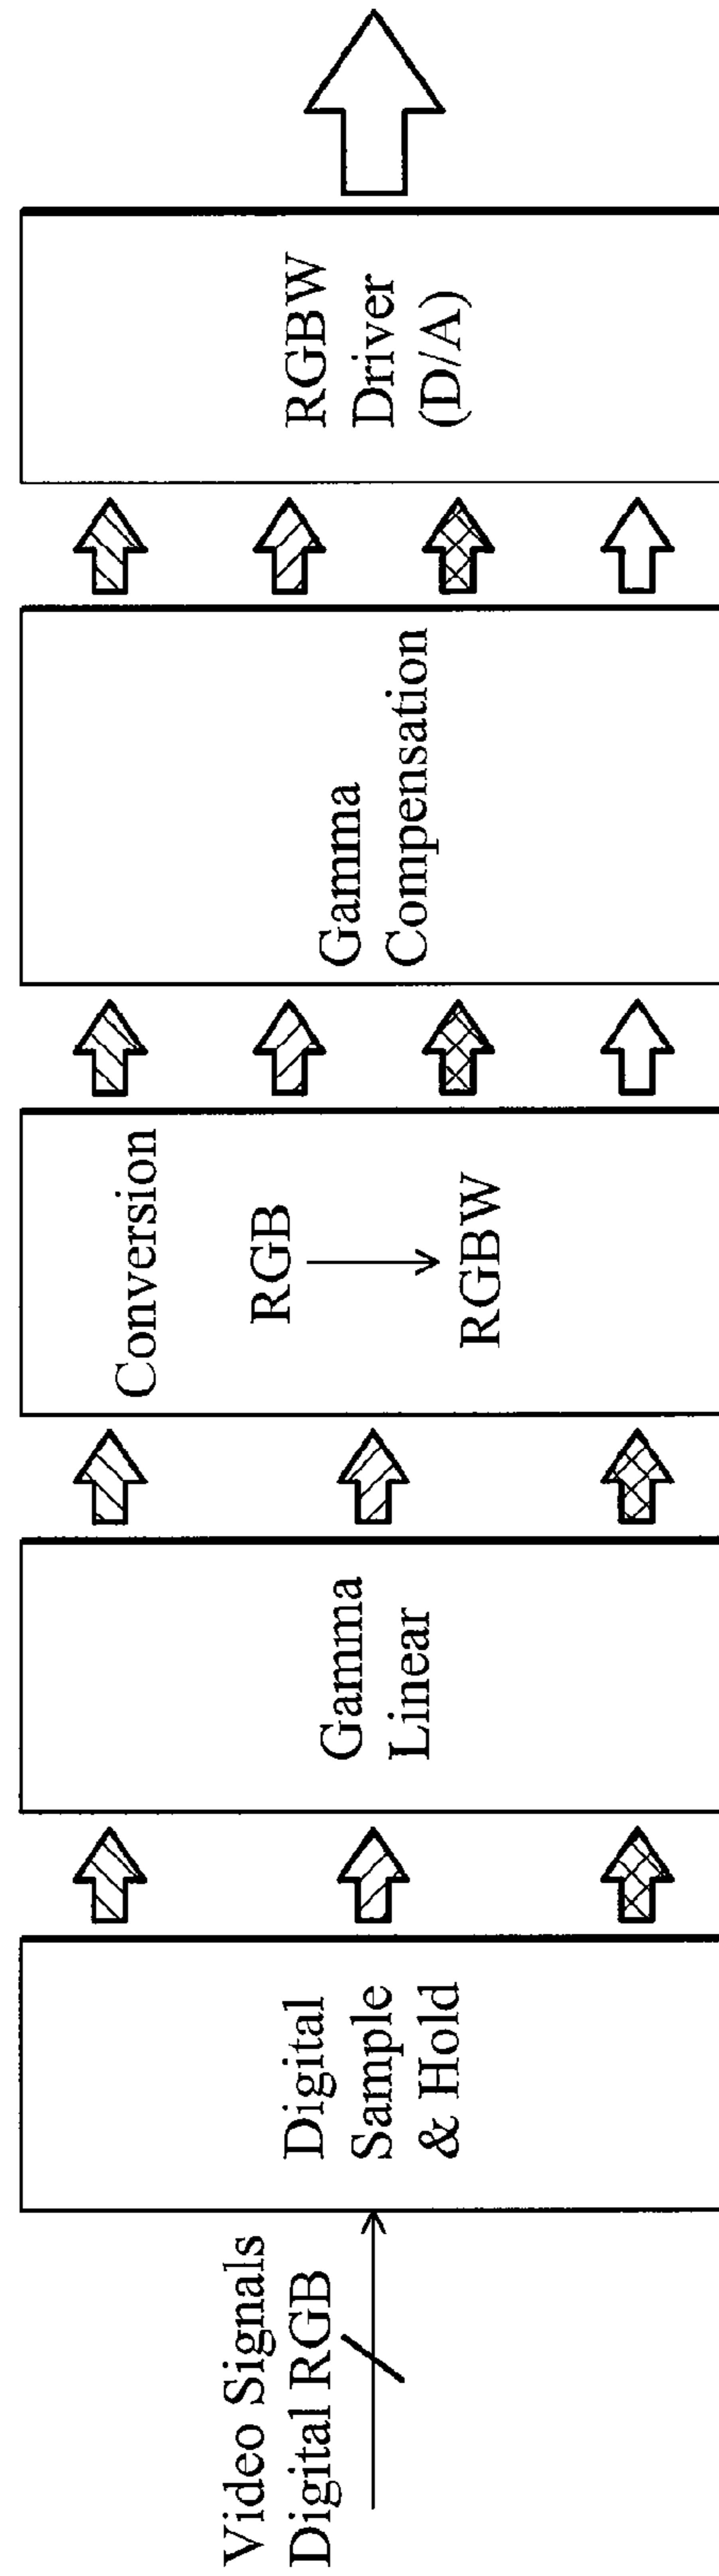 Video Signals
Digital RGB
Digital
Sample
& Hold
Gamma
Linear
Conversion
RGB
RGBW
Gamma
Compensation
RGBW
Driver
(D/A)